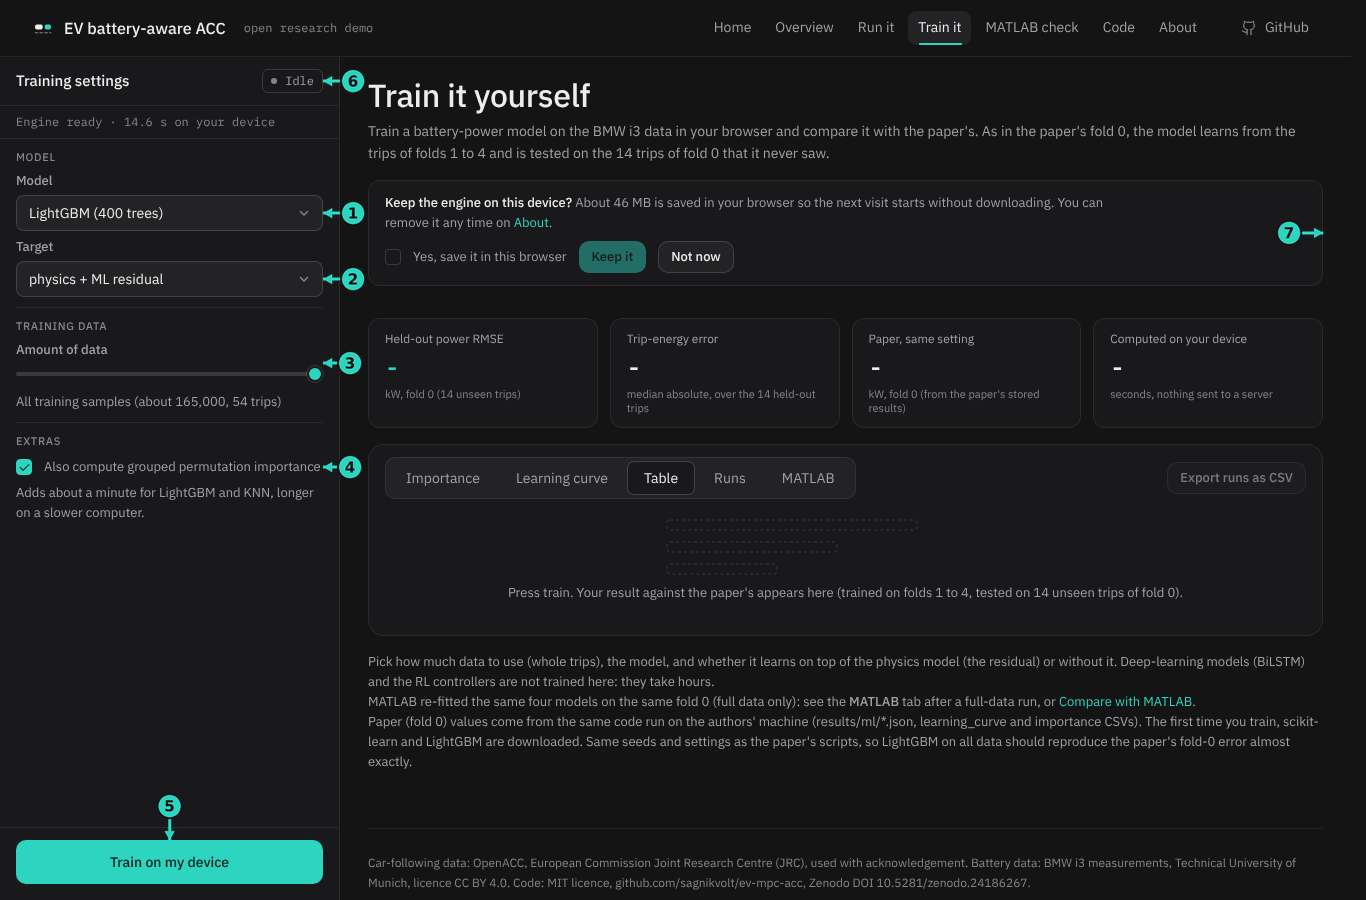 EV battery-aware ACC open research demo Home Overview Run it Train it MATLAB check Code About GitHub
Training settings Idle 6
Engine ready · 14.6 s on your device
MODEL
Model
LightGBM (400 trees) 1
Target
physics + ML residual 2
TRAINING DATA
Amount of data
3
All training samples (about 165,000, 54 trips)
EXTRAS
Also compute grouped permutation importance 4
Adds about a minute for LightGBM and KNN, longer
on a slower computer.
5
Train on my device
Train it yourself
Train a battery-power model on the BMW i3 data in your browser and compare it with the paper's. As in the paper's fold 0, the model learns from the
trips of folds 1 to 4 and is tested on the 14 trips of fold 0 that it never saw.
Keep the engine on this device? About 46 MB is saved in your browser so the next visit starts without downloading. You can
remove it any time on About.
7
Yes, save it in this browser Keep it Not now
Held-out power RMSE
-
kW, fold 0 (14 unseen trips)
Trip-energy error
-
median absolute, over the 14 held-out
trips
Paper, same setting
-
kW, fold 0 (from the paper's stored
results)
Computed on your device
-
seconds, nothing sent to a server
Importance Learning curve Table Runs MATLAB Export runs as CSV
Press train. Your result against the paper's appears here (trained on folds 1 to 4, tested on 14 unseen trips of fold 0).
Pick how much data to use (whole trips), the model, and whether it learns on top of the physics model (the residual) or without it. Deep-learning models (BiLSTM)
and the RL controllers are not trained here: they take hours.
MATLAB re-fitted the same four models on the same fold 0 (full data only): see the MATLAB tab after a full-data run, or Compare with MATLAB.
Paper (fold 0) values come from the same code run on the authors' machine (results/ml/*.json, learning_curve and importance CSVs). The first time you train, scikit-
learn and LightGBM are downloaded. Same seeds and settings as the paper's scripts, so LightGBM on all data should reproduce the paper's fold-0 error almost
exactly.
Car-following data: OpenACC, European Commission Joint Research Centre (JRC), used with acknowledgement. Battery data: BMW i3 measurements, Technical University of
Munich, licence CC BY 4.0. Code: MIT licence, github.com/sagnikvolt/ev-mpc-acc, Zenodo DOI 10.5281/zenodo.24186267.